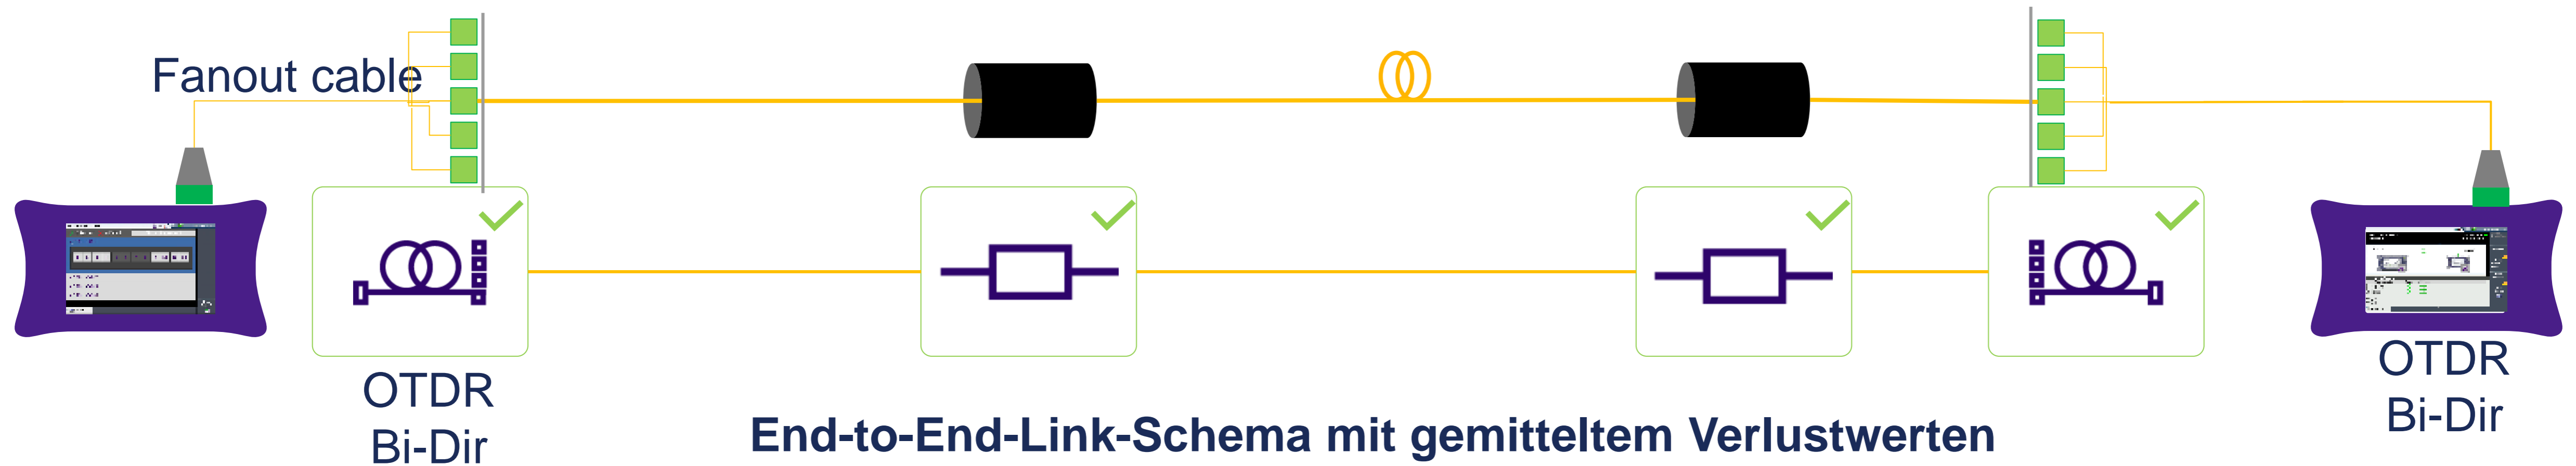 Fanout cable
OTDR
Bi-Dir
End-to-End-Link-Schema mit gemitteltem Verlustwerten
OTDR
Bi-Dir